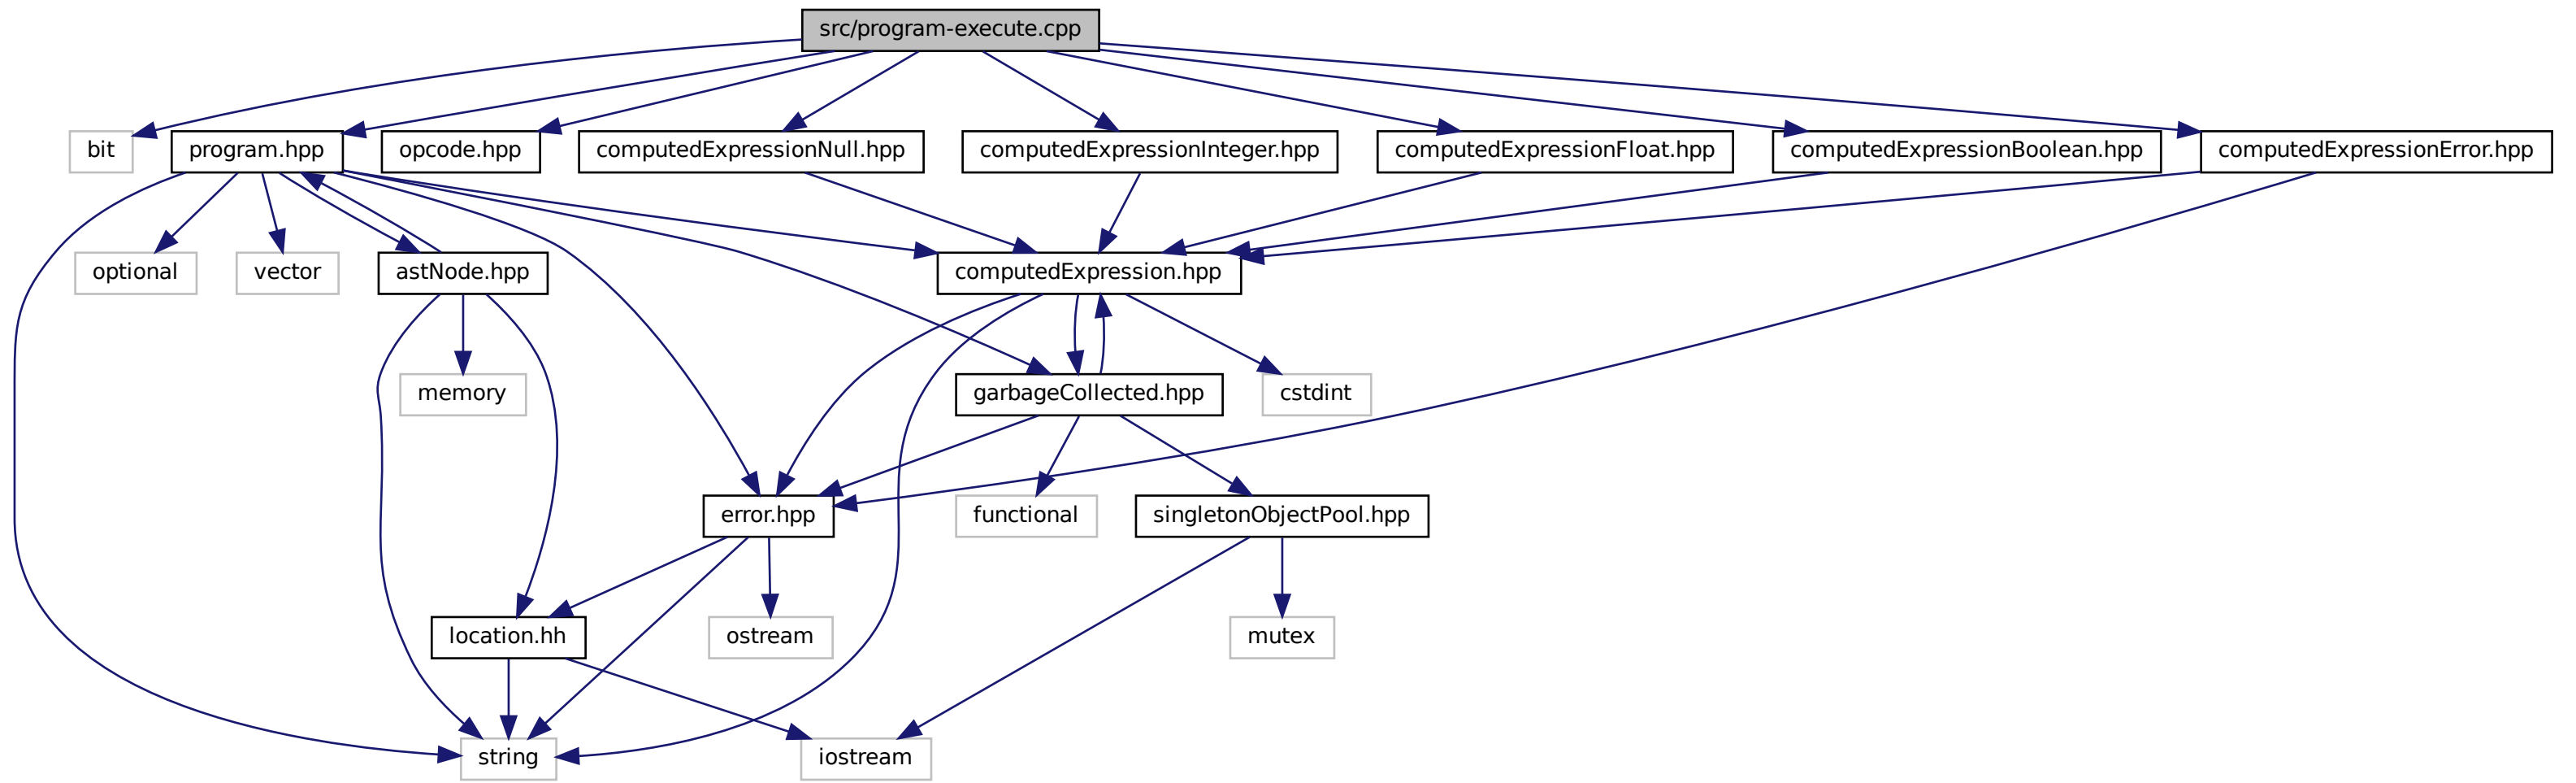 src/program-execute.cpp
bit
program.hpp
opcode.hpp
computedExpressionNull.hpp
computedExpressionInteger.hpp
computedExpressionFloat.hpp
computedExpressionBoolean.hpp
computedExpressionError.hpp
optional
vector
astNode.hpp
computedExpression.hpp
memory
garbageCollected.hpp
cstdint
error.hpp
functional
singletonObjectPool.hpp
location.hh
ostream
mutex
string
iostream